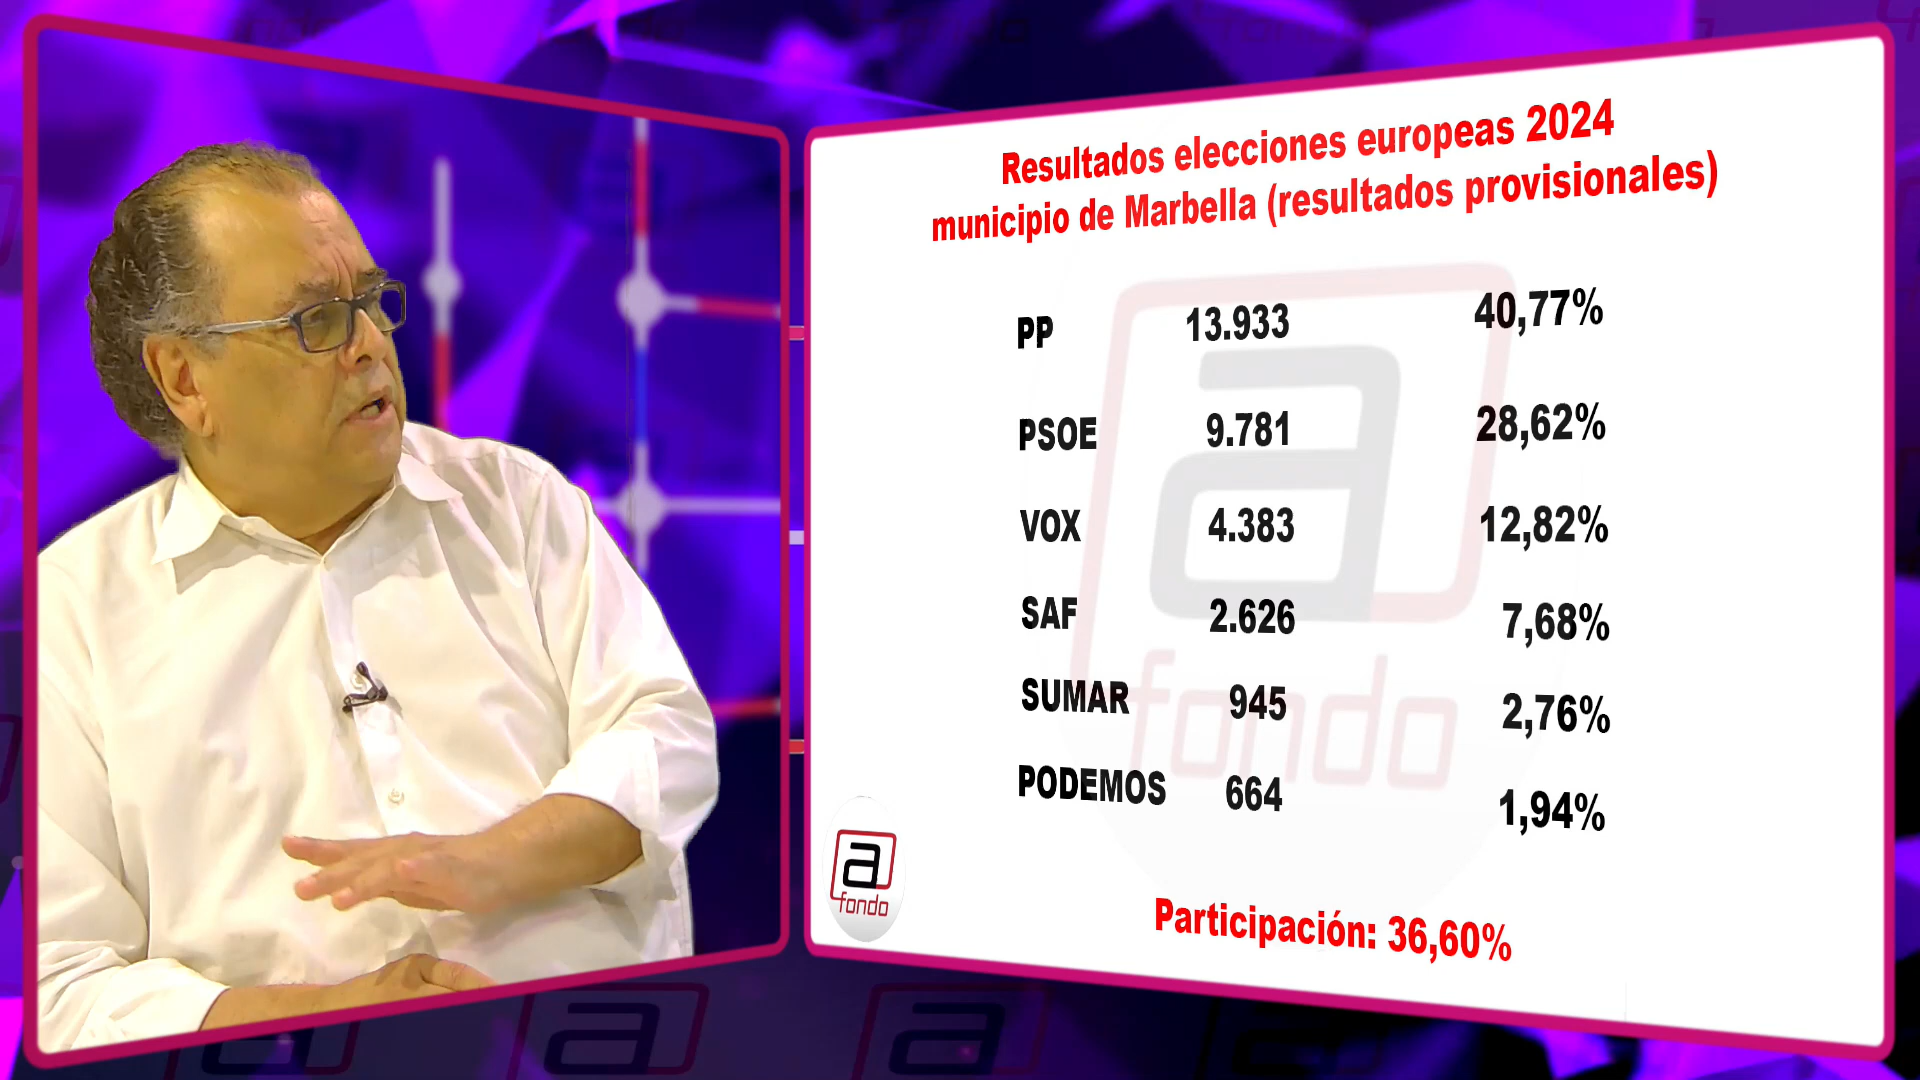 Resultados elecciones europeas 2024
municipio de Marbella (resultados provisionales)
PP 13.933 40,77%
PSOE 9.781 28,62%
VOX 4.383 12,82%
SAF 2.626 7,68%
SUMAR 945 2,76%
PODEMOS 664 1,94%
Participación: 36,60%
a
fondo
a
fondo